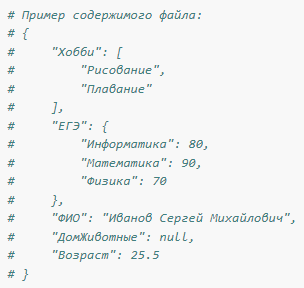 # Пример содержимого файла:
# {
#     "Хобби": [
#         "Рисование",
#         "Плавание"
#     ],
#     "ЕГЭ": {
#         "Информатика": 80,
#         "Математика": 90,
#         "Физика": 70
#     },
#     "ФИО": "Иванов Сергей Михайлович",
#     "ДомЖивотные": null,
#     "Возраст": 25.5
# }